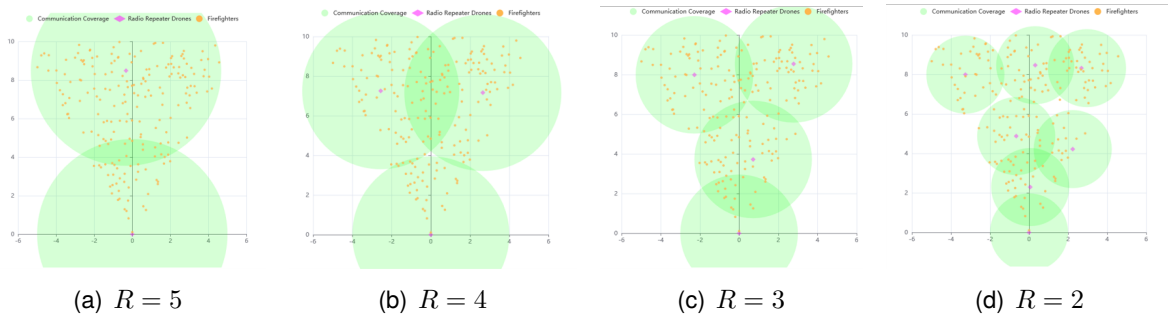 Communication Coverage Radio Repeater Drones Firefighters
10
8
6
4
2
0
-6 -4 -2 0 2 4 6
(a) R = 5
Communication Coverage Radio Repeater Drones Firefighters
10
8
6
4
2
0
-6 -4 -2 0 2 4 6
(b) R = 4
Communication Coverage Radio Repeater Drones Firefighters
10
8
6
4
2
0
-6 -4 -2 0 2 4 6
(c) R = 3
Communication Coverage Radio Repeater Drones Firefighters
10
8
6
4
2
0
-6 -4 -2 0 2 4 6
(d) R = 2